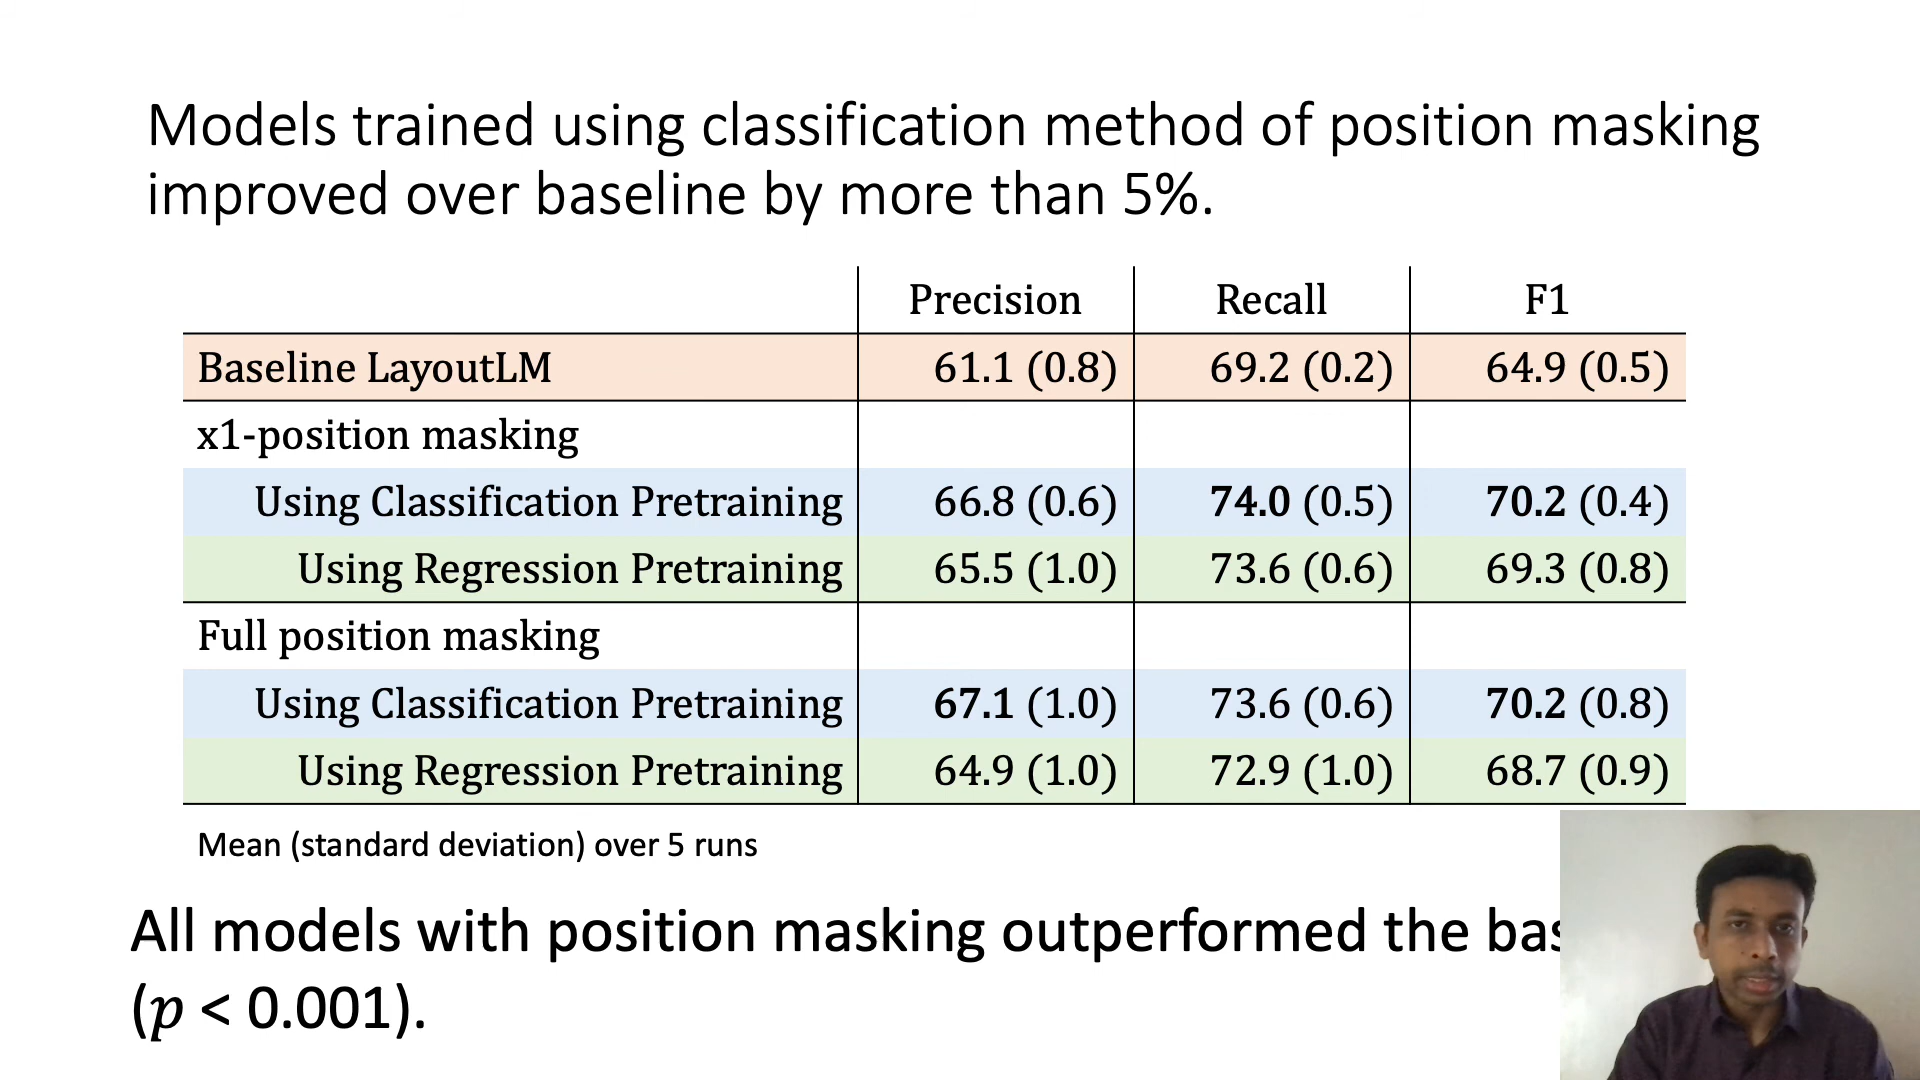 Models trained using classification method of position masking
improved over baseline by more than 5%.
Precision Recall F1
Baseline LayoutLM 61.1 (0.8) 69.2 (0.2) 64.9 (0.5)
x1-position masking
Using Classification Pretraining 66.8 (0.6) 74.0 (0.5) 70.2 (0.4)
Using Regression Pretraining 65.5 (1.0) 73.6 (0.6) 69.3 (0.8)
Full position masking
Using Classification Pretraining 67.1 (1.0) 73.6 (0.6) 70.2 (0.8)
Using Regression Pretraining 64.9 (1.0) 72.9 (1.0) 68.7 (0.9)
Mean (standard deviation) over 5 runs
All models with position masking outperformed the
(p < 0.001).